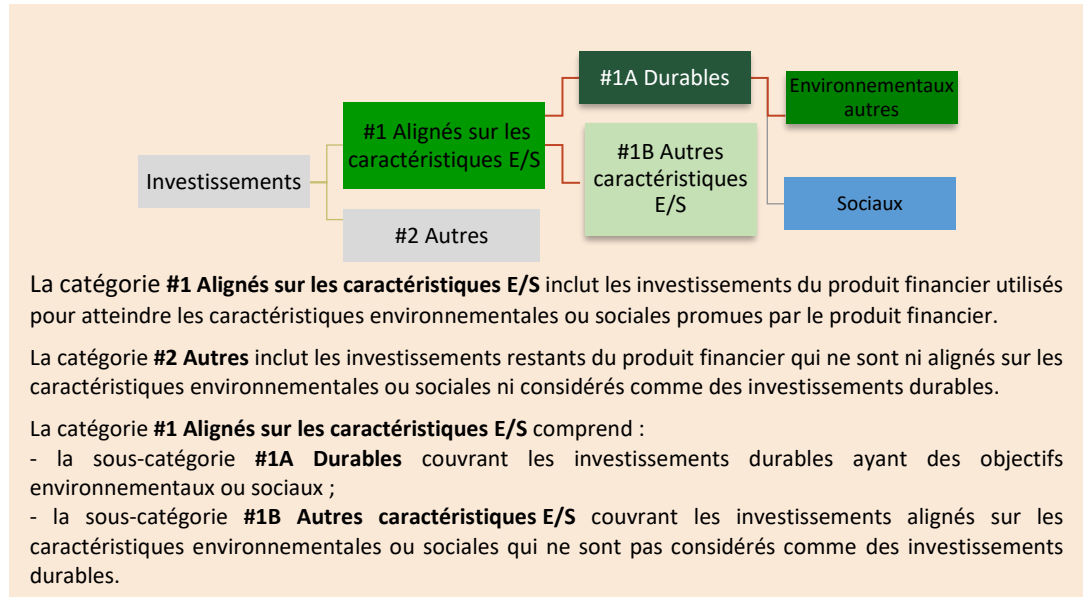 #1A Durables
Environnementaux
autres
#1 Alignés sur les
caractéristiques E/S
#1B Autres
caractéristiques
E/S
Investissements
Sociaux
#2 Autres
La catégorie #1 Alignés sur les caractéristiques E/S inclut les investissements du produit financier utilisés
pour atteindre les caractéristiques environnementales ou sociales promues par le produit financier.
La catégorie #2 Autres inclut les investissements restants du produit financier qui ne sont ni alignés sur les
caractéristiques environnementales ou sociales ni considérés comme des investissements durables.
La catégorie #1 Alignés sur les caractéristiques E/S comprend :
- la sous-catégorie #1A Durables couvrant les investissements durables ayant des objectifs
environnementaux ou sociaux ;
- la sous-catégorie #1B Autres caractéristiques E/S couvrant les investissements alignés sur les
caractéristiques environnementales ou sociales qui ne sont pas considérés comme des investissements
durables.